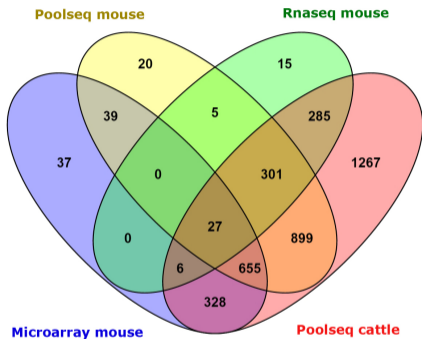 Poolseq mouse Rnaseq mouse
20 15
39 5 285
37 0 301 1267
0 27 899
6 655
328
Microarray mouse Poolseq cattle